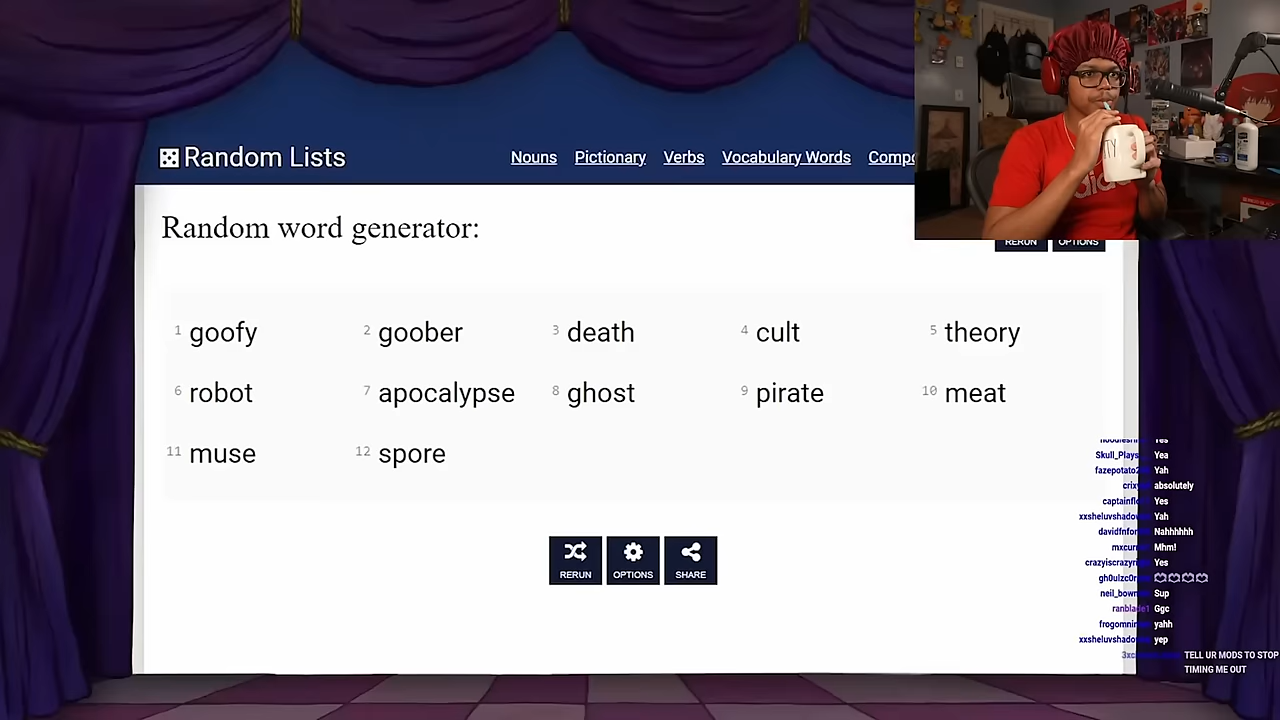 Random Lists
Nouns Pictionary Verbs Vocabulary Words
Random word generator:
RERUN OPTIONS
1 goofy 2 goober 3 death 4 cult 5 theory
6 robot 7 apocalypse 8 ghost 9 pirate 10 meat
11 muse 12 spore
RERUN OPTIONS SHARE
Yes
Skull_Plays Yea
Yah
absolutely
Yes
Yah
Nahhhhhh
Mhm!
Yes
Sup
ranblade1 Ggc
yahh
yep
TELL UR MODS TO STOP
TIMING ME OUT